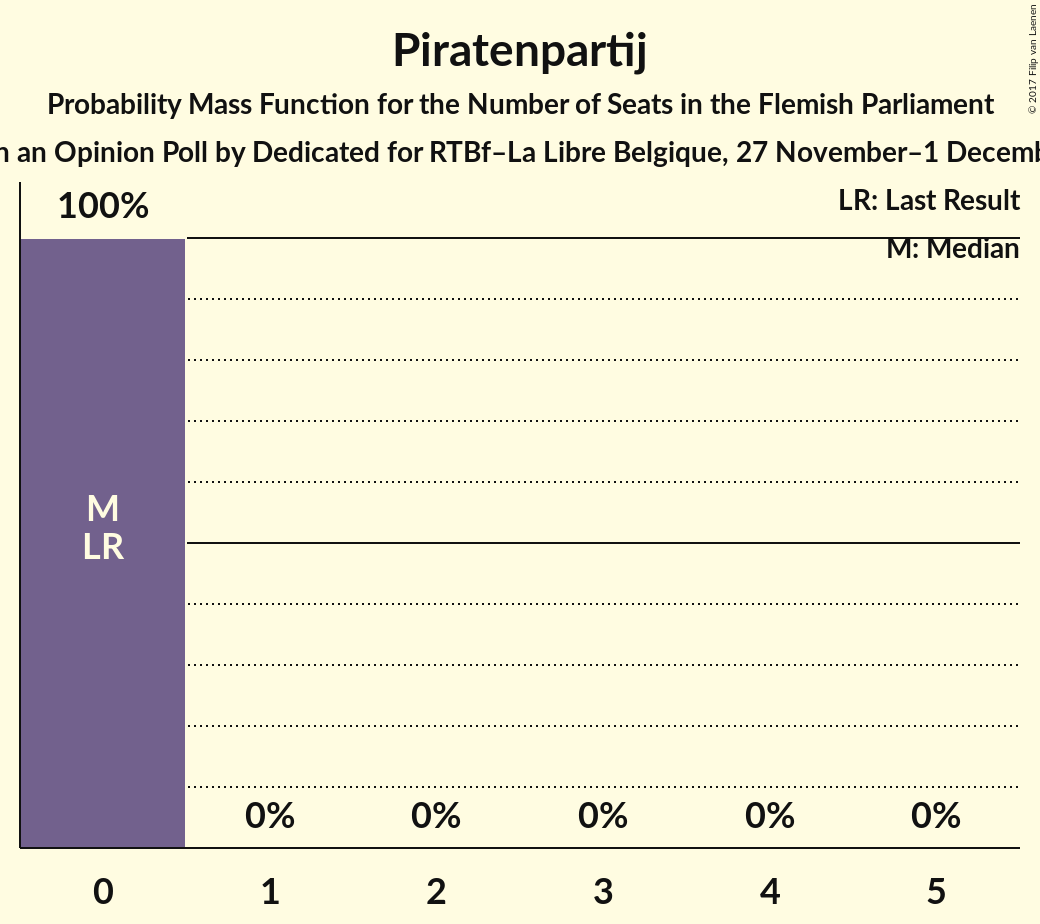 Piratenpartij
Probability Mass Function for the Number of Seats in the Flemish Parliament
an Opinion Poll by Dedicated for RTBf–La Libre Belgique, 27 November–1
© 2017 Filip van Laenen
100%
LR: Last Result
M: Median
M
LR
0% 0% 0% 0% 0%
0 1 2 3 4 5